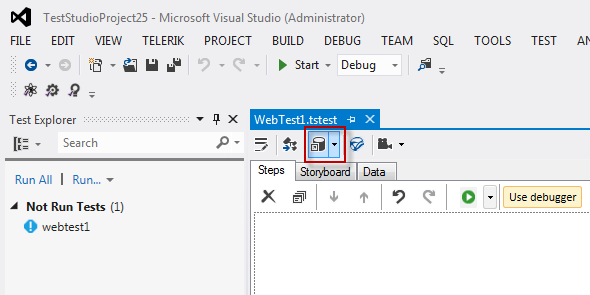 TestStudioProject25 - Microsoft Visual Studio (Administrator)
FILE EDIT VIEW TELERIK PROJECT BUILD DEBUG TEAM SQL TOOLS TEST
Start Debug
Test Explorer
WebTest1.tstest
Search
Steps Storyboard Data
Run All Run...
Not Run Tests (1)
Use debugger
webtest1